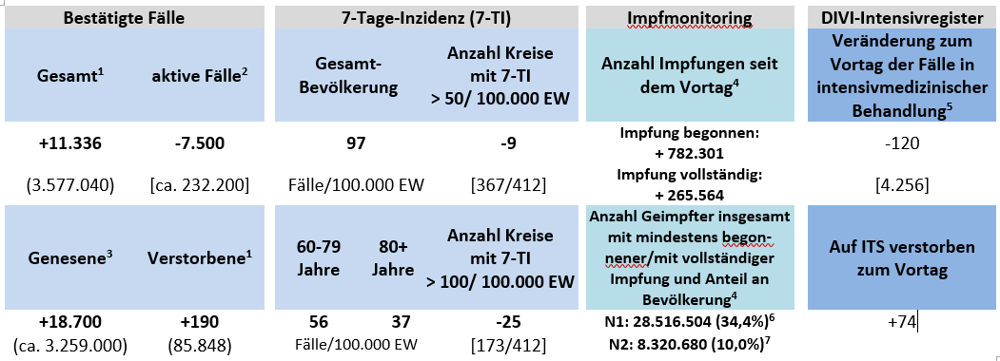 Bestätigte Fälle
7-Tage-Inzidenz (7-TI)
Impfmonitoring
DIVI-Intensivregister
Gesamt¹
aktive Fälle²
Gesamt-
Bevölkerung
Anzahl Kreise
mit 7-TI
> 50/ 100.000 EW
Anzahl Impfungen seit
dem Vortag⁴
Veränderung zum
Vortag der Fälle in
intensivmedizinischer
Behandlung⁵
+11.336
-7.500
97
-9
Impfung begonnen:
+ 782.301
-120
(3.577.040)
[ca. 232.200]
Fälle/100.000 EW
[367/412]
Impfung vollständig:
+ 265.564
[4.256]
Genesene³
Verstorbene¹
60-79
Jahre
80+
Jahre
Anzahl Kreise
mit 7-TI
> 100/ 100.000 EW
Anzahl Geimpfter insgesamt
mit mindestens begon-
nener/mit vollständiger
Impfung und Anteil an
Bevölkerung⁴
Auf ITS verstorben
zum Vortag
+18.700
+190
56
37
-25
N1: 28.516.504 (34,4%)⁶
+74
(ca. 3.259.000)
(85.848)
Fälle/100.000 EW
[173/412]
N2: 8.320.680 (10,0%)⁷